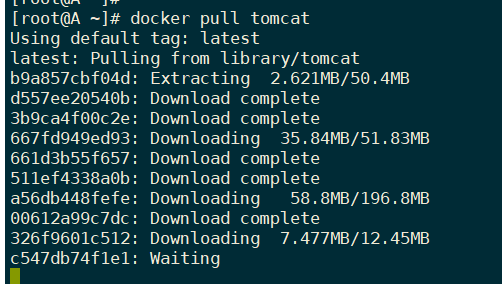 [root@A ~]#
[root@A ~]# docker pull tomcat
Using default tag: latest
latest: Pulling from library/tomcat
b9a857cbf04d: Extracting  2.621MB/50.4MB
d557ee20540b: Download complete
3b9ca4f00c2e: Download complete
667fd949ed93: Downloading  35.84MB/51.83MB
661d3b55f657: Download complete
511ef4338a0b: Download complete
a56db448fefe: Downloading   58.8MB/196.8MB
00612a99c7dc: Download complete
326f9601c512: Downloading  7.477MB/12.45MB
c547db74f1e1: Waiting